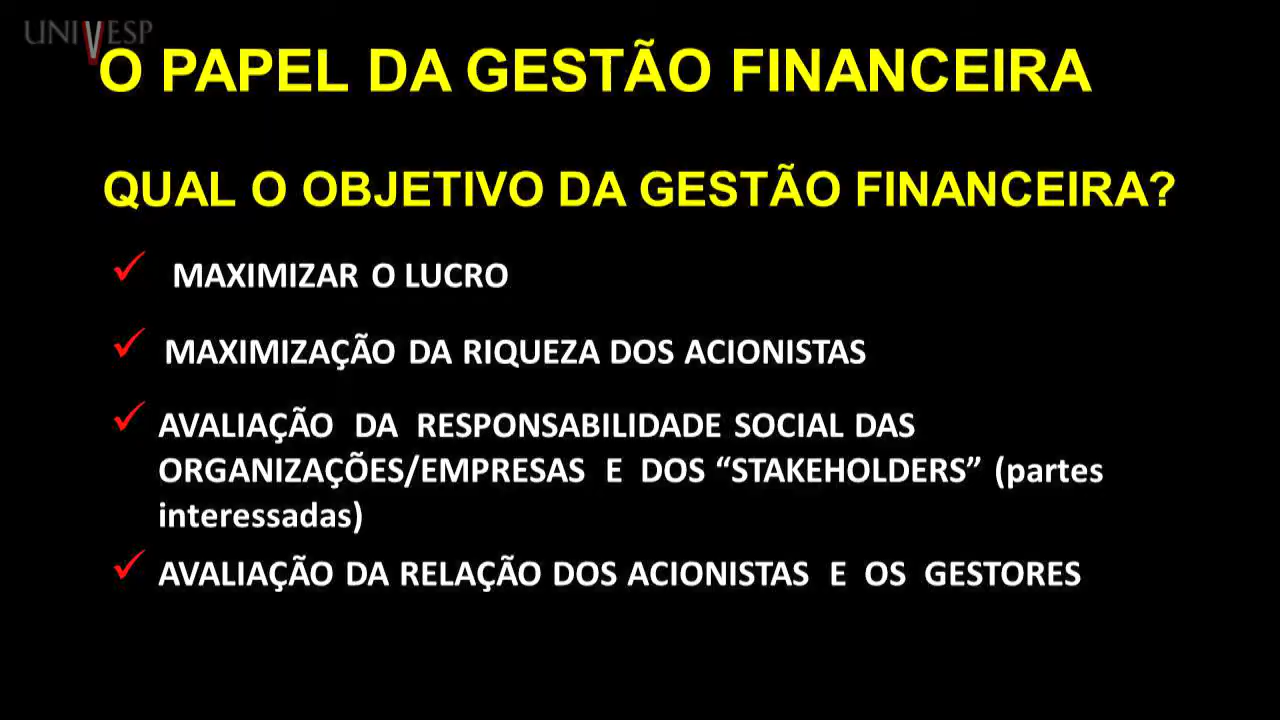 UNIVESP
O PAPEL DA GESTÃO FINANCEIRA
QUAL O OBJETIVO DA GESTÃO FINANCEIRA?
MAXIMIZAR O LUCRO
MAXIMIZAÇÃO DA RIQUEZA DOS ACIONISTAS
AVALIAÇÃO DA RESPONSABILIDADE SOCIAL DAS
ORGANIZAÇÕES/EMPRESAS E DOS “STAKEHOLDERS” (partes
interessadas)
AVALIAÇÃO DA RELAÇÃO DOS ACIONISTAS E OS GESTORES